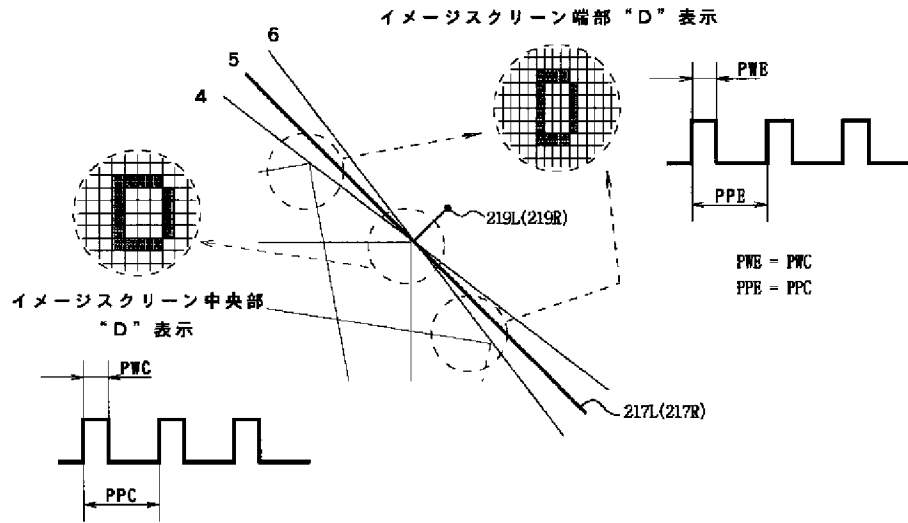 イメージスクリーン端部“D”表示
6
5
4
PWE
PPE
219L(219R)
PWE = PWC
PPE = PPC
イメージスクリーン中央部
“D”表示
PWC
217L(217R)
PPC